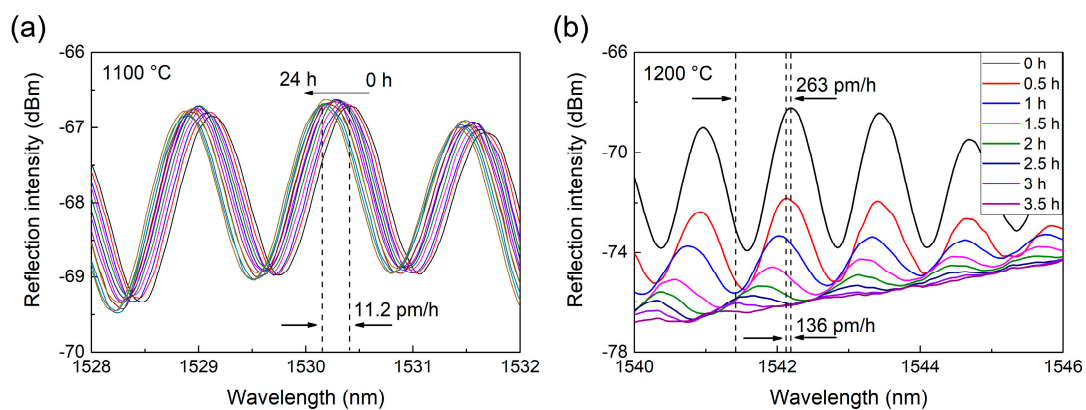 (a)
1100 °C
24 h
0 h
11.2 pm/h
-66
-67
-68
-69
-70
Reflection intensity (dBm)
1528
1529
1530
1531
1532
Wavelength (nm)
(b)
1200 °C
263 pm/h
136 pm/h
0 h
0.5 h
1 h
1.5 h
2 h
2.5 h
3 h
3.5 h
-66
-70
-74
-78
Reflection intensity (dBm)
1540
1542
1544
1546
Wavelength (nm)